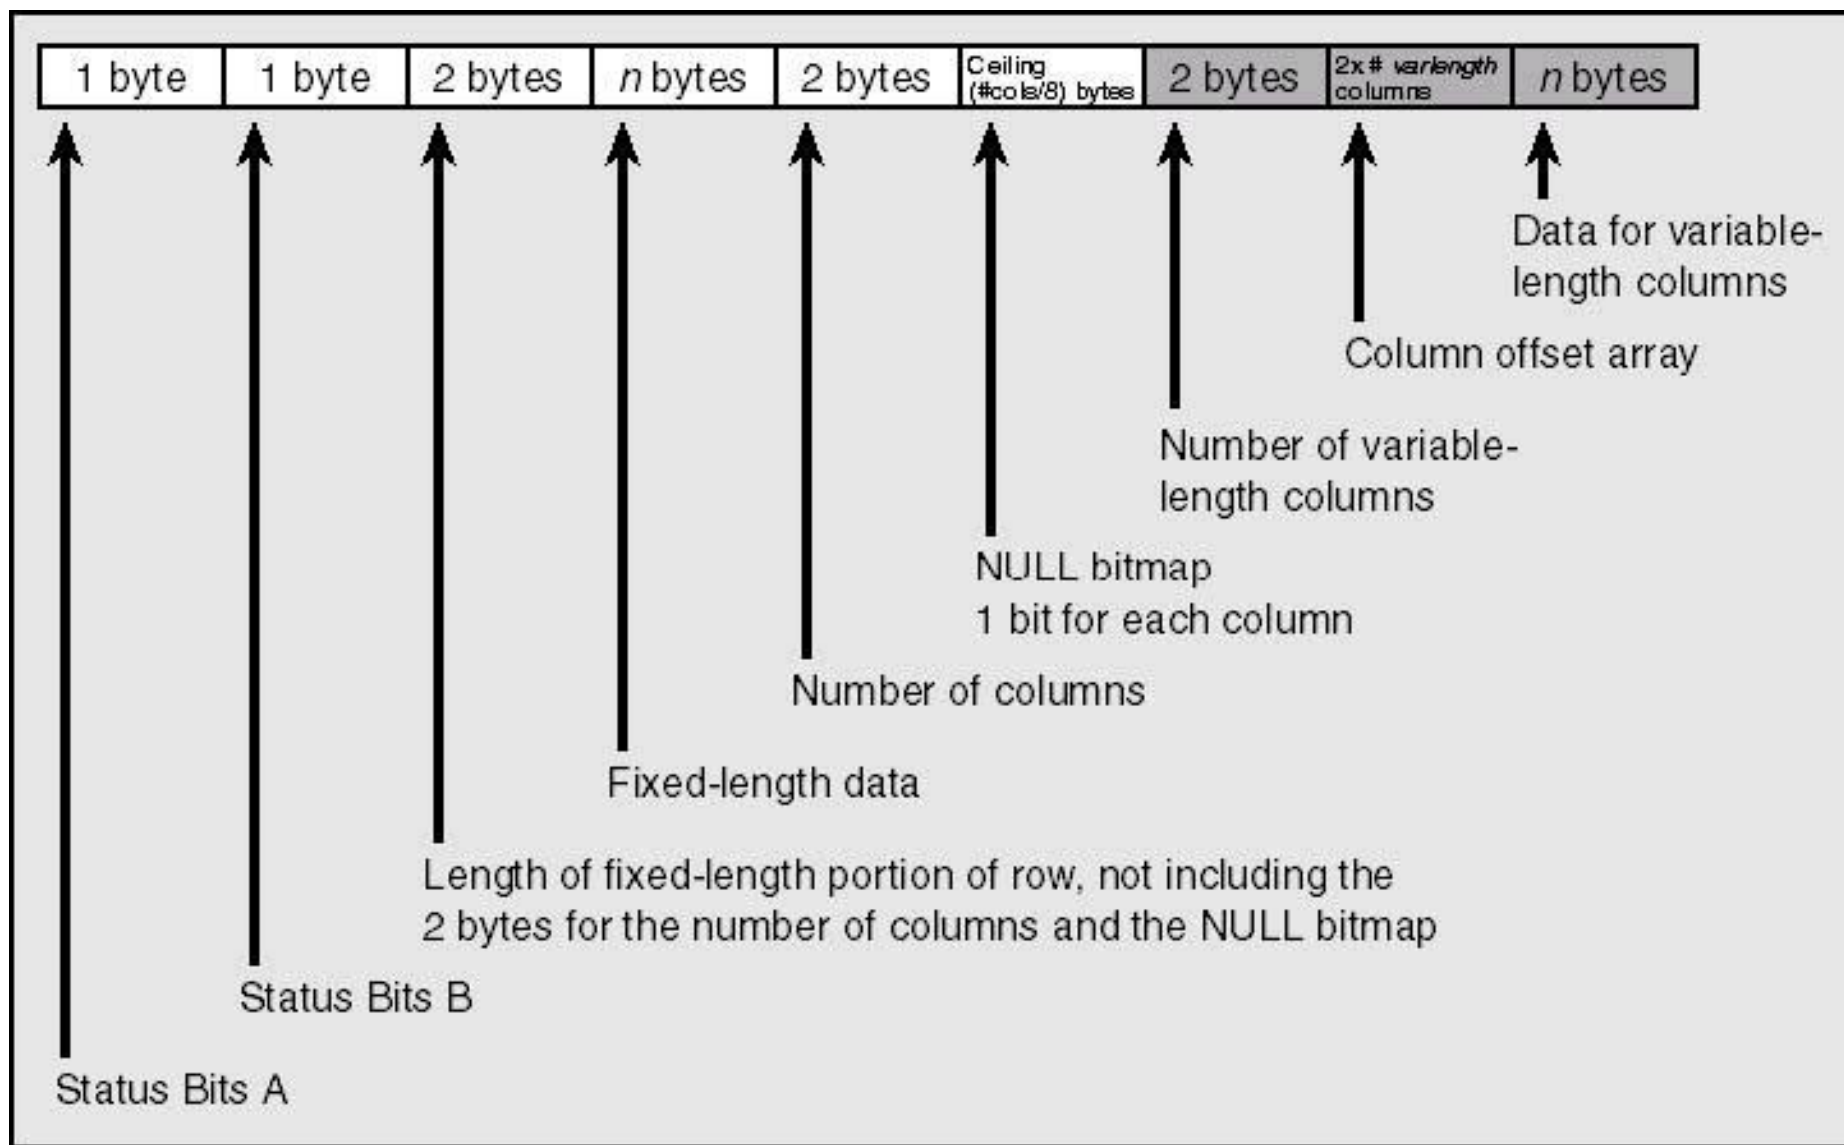 1 byte
1 byte
2 bytes
n bytes
2 bytes
Ceiling
(#cols/8) bytes
2 bytes
2x # varlength
columns
n bytes
Data for variable-
length columns
Column offset array
Number of variable-
length columns
NULL bitmap
1 bit for each column
Number of columns
Fixed-length data
Length of fixed-length portion of row, not including the
2 bytes for the number of columns and the NULL bitmap
Status Bits B
Status Bits A